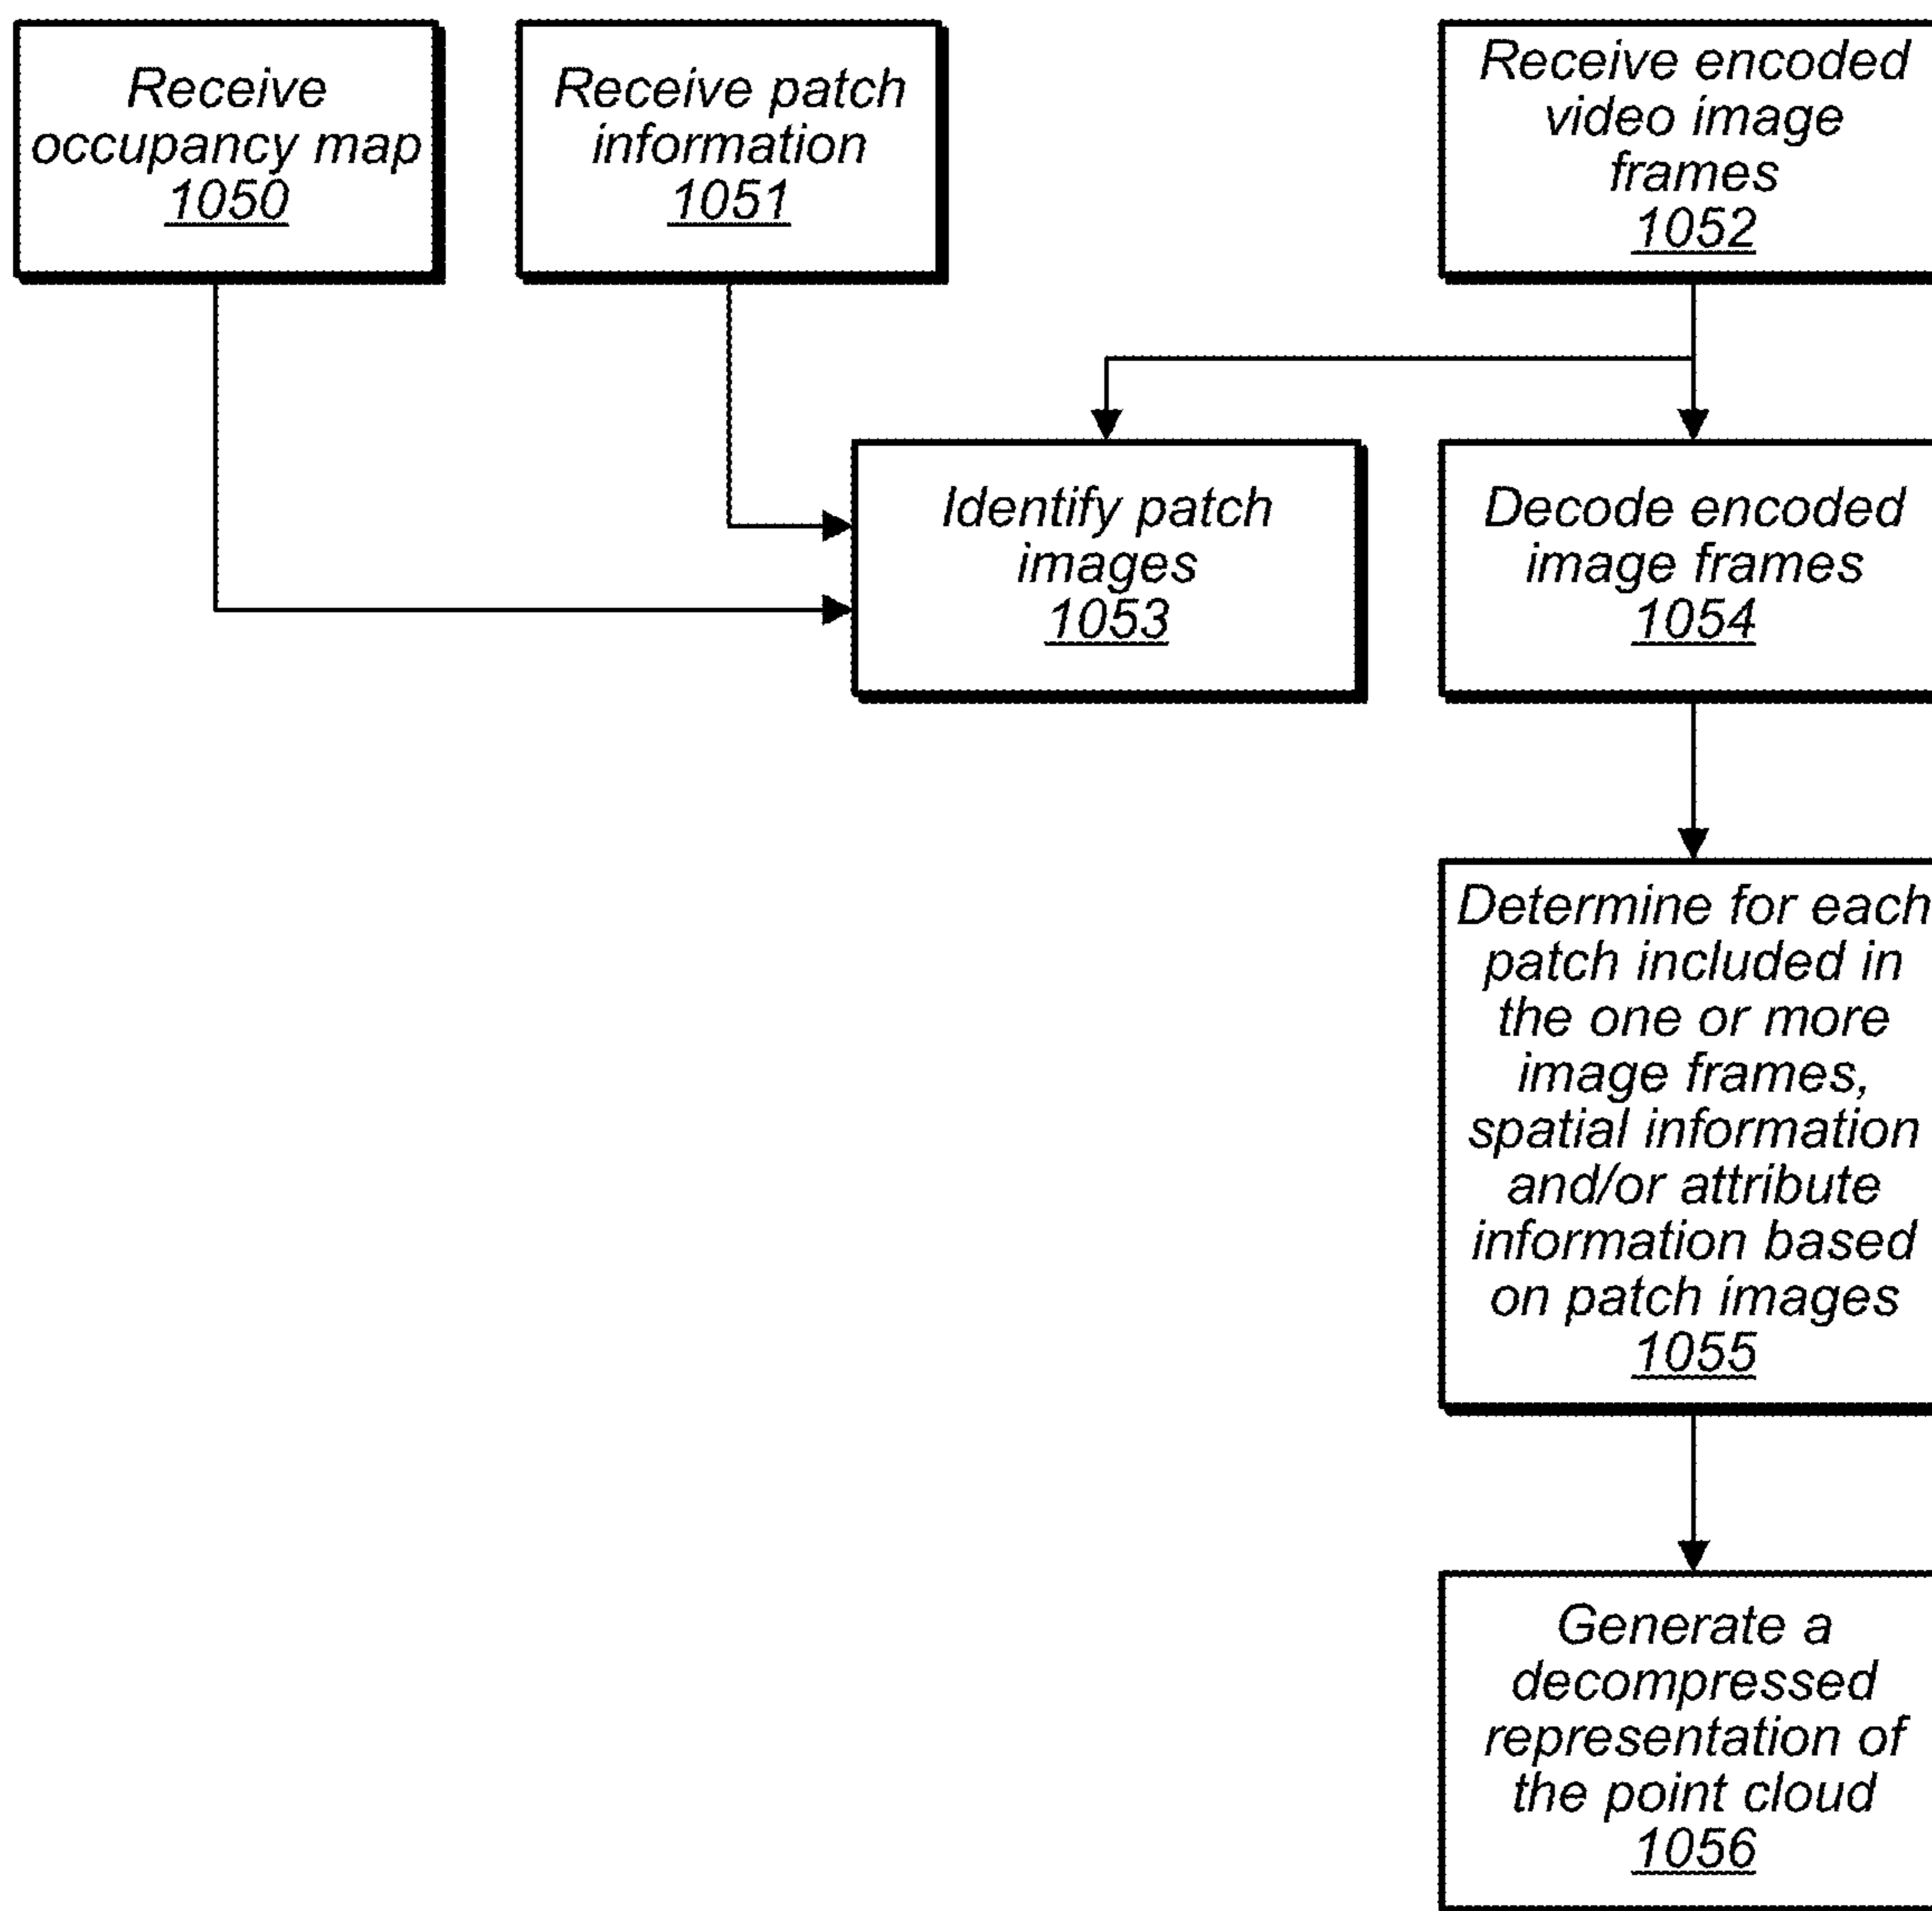 Receive
occupancy map
1050
Receive patch
information
1051
Receive encoded
video image
frames
1052
Identify patch
images
1053
Decode encoded
image frames
1054
Determine for each
patch included in
the one or more
image frames,
spatial information
and/or attribute
information based
on patch images
1055
Generate a
decompressed
representation of
the point cloud
1056